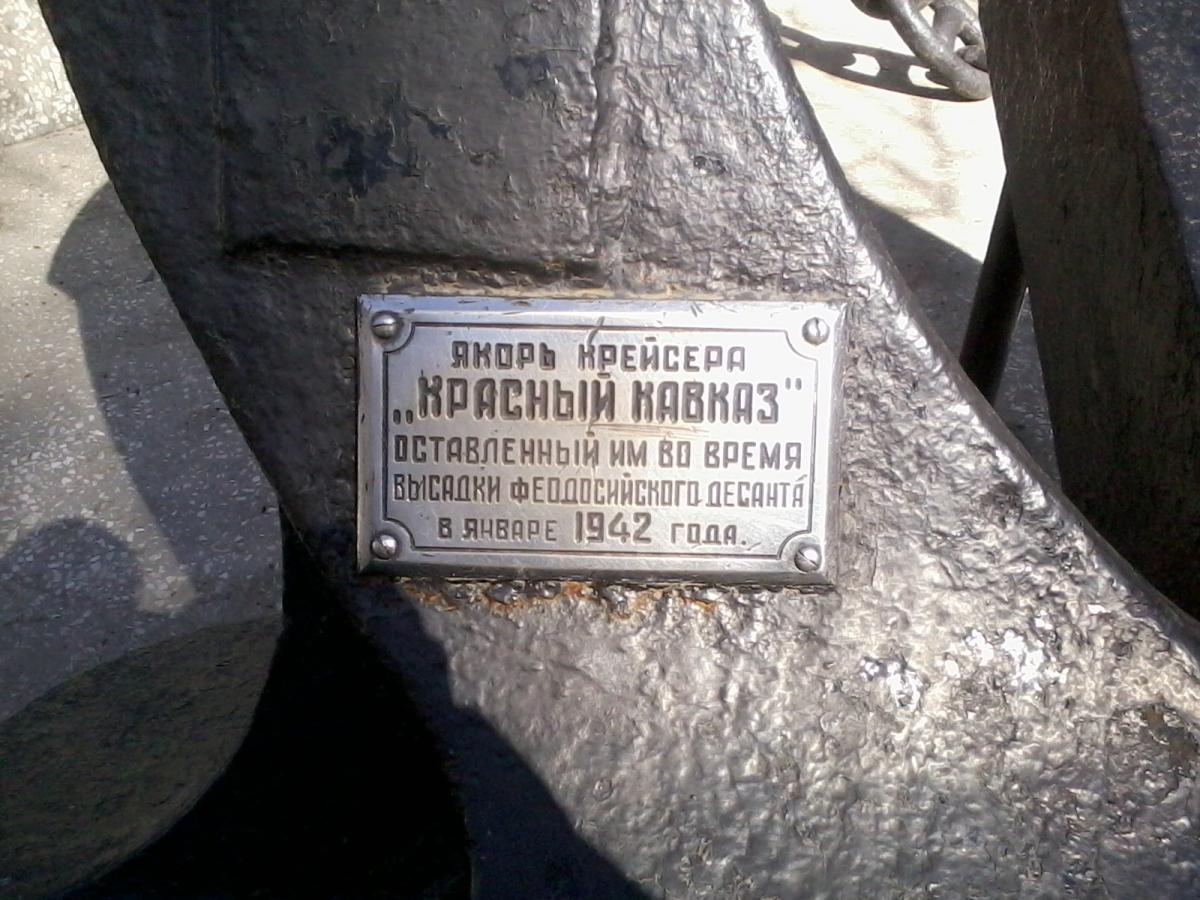 ЯКОРЬ КРЕЙСЕРА
„КРАСНЫЙ КАВКАЗ"
ОСТАВЛЕННЫЙ ИМ ВО ВРЕМЯ
ВЫСАДКИ ФЕОДОСИЙСКОГО ДЕСАНТА
В ЯНВАРЕ 1942 ГОДА.